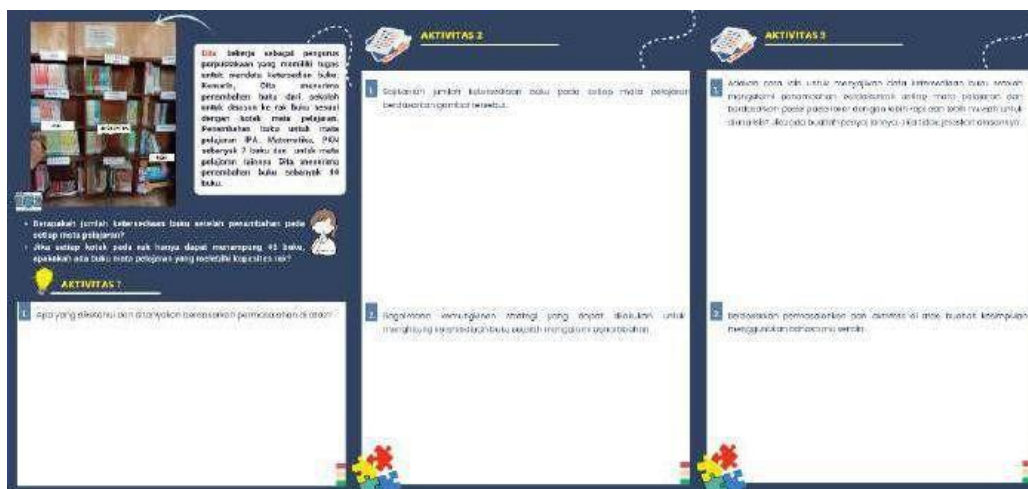 Dita bekerja sebagai pengurus
perpustakaan yang memiliki tugas
untuk mendata ketersedian buku.
Kemarin, Dita menerima
penambahan buku dari sekolah
untuk disusun ke rak buku sesuai
dengan kotak mata pelajaran.
Penambahan buku untuk mata
pelajaran IPA, Matematika, PKN
sebanyak 7 buku dan untuk mata
pelajaran lainnya Dita menerima
penambahan buku sebanyak
buku.
Berapakah jumlah ketersediaan buku setelah penambahan pada
setiap mata pelajaran?
Jika setiap kotak pada rak hanya dapat menampung 45 buku,
apakah ada buku mata pelajaran yang melebihi kapasitas rak?
AKTIVITAS 1
1. Apa yang diketahui dan ditanyakan berdasarkan permasalahan di atas?
AKTIVITAS 2
1. Sajikanlah jumlah ketersediaan buku pada setiap mata pelajaran
berdasarkan gambar tersebut.
2. Bagaimana kemungkinan strategi yang dapat dilakukan untuk
menghitung ketersediaan buku setelah mengalami penambahan
AKTIVITAS 3
1. Adakah cara lain untuk menyajikan data ketersediaan buku setelah
mengalami penambahan setiap mata pelajaran dan
berdasarkan dengan lebih rapi dan lebih mudah untuk
dianalisis? Jika ada buatlah penyajiannya, Jika tidak jelaskan alasannya.
2. Berdasarkan permasalahan dan aktivitas di atas buatlah kesimpulan
menggunakan bahasamu sendiri.